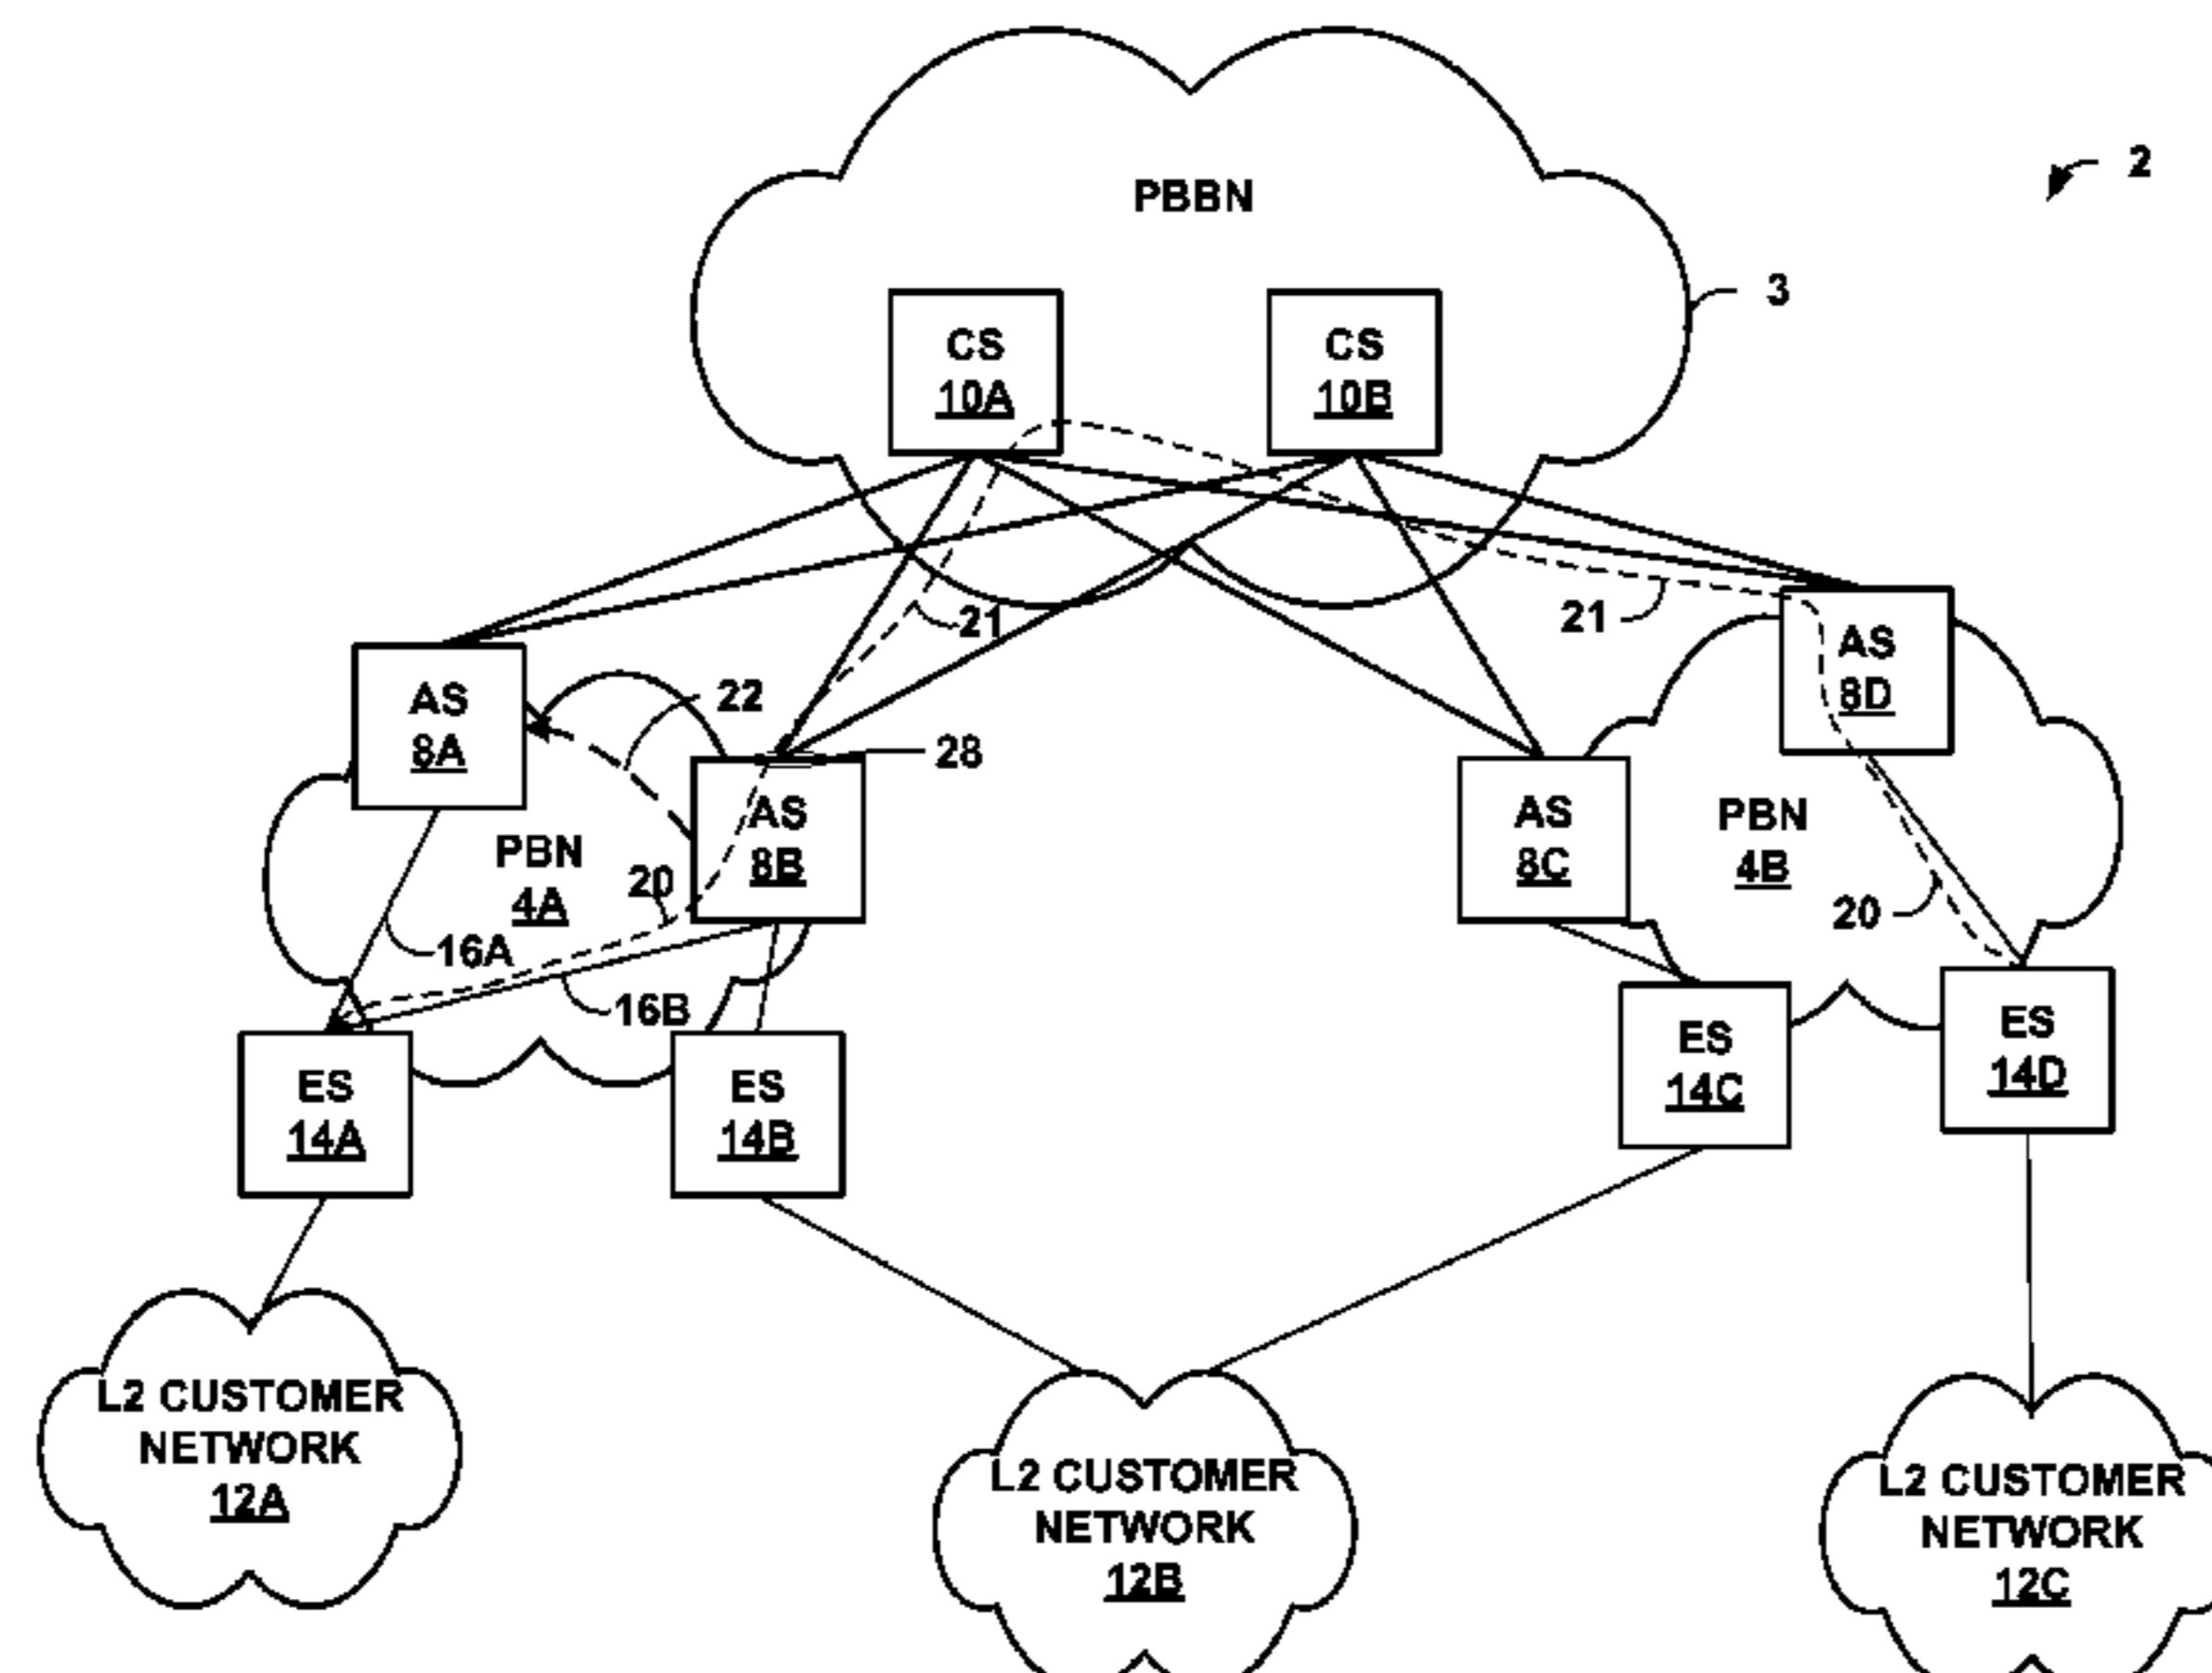 PBBN
2
3
CS
10A
CS
10B
21
21
AS
8A
22
28
AS
8B
AS
8C
AS
8D
PBN
4A
PBN
4B
20
20
16A
16B
ES
14A
ES
14B
ES
14C
ES
14D
L2 CUSTOMER
NETWORK
12A
L2 CUSTOMER
NETWORK
12B
L2 CUSTOMER
NETWORK
12C